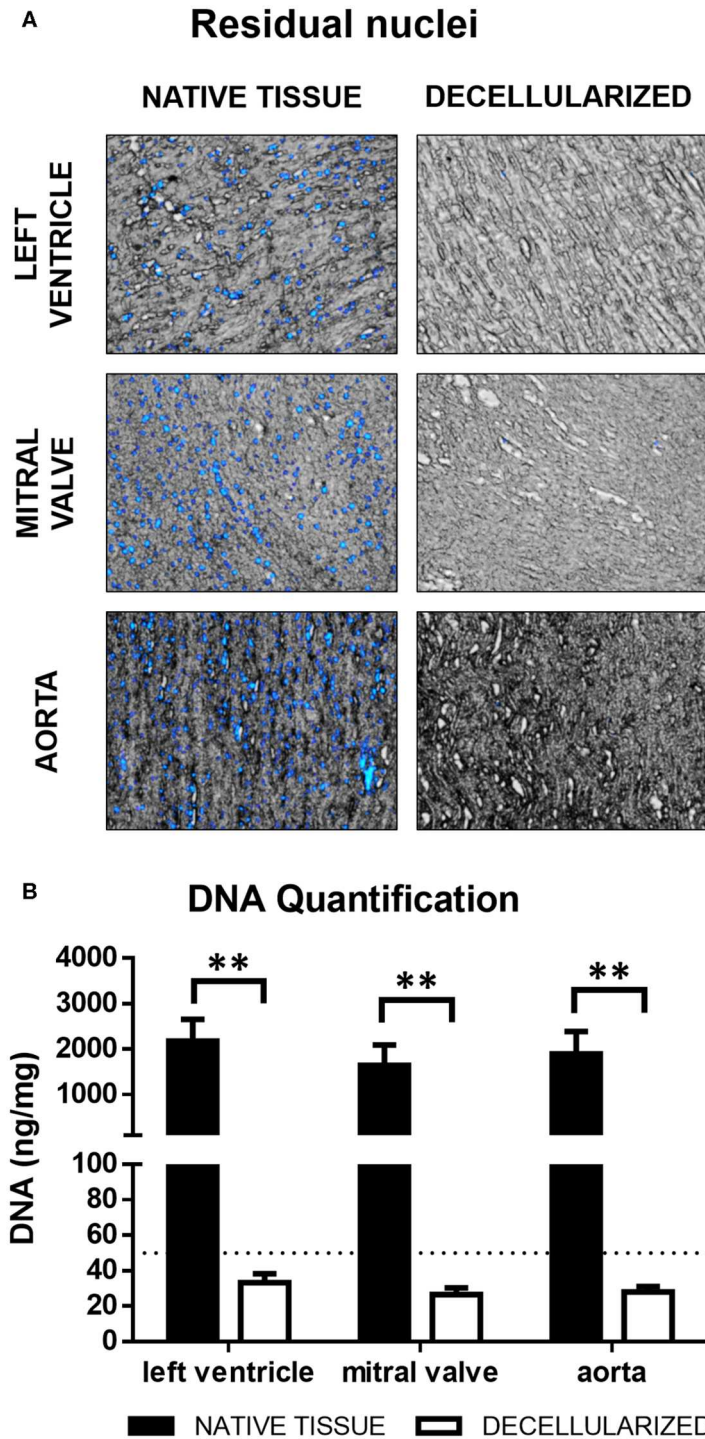 A
Residual nuclei
NATIVE TISSUE
DECELLULARIZED
LEFT
VENTRICLE
MITRAL
VALVE
AORTA
B
DNA Quantification
DNA (ng/mg)
4000
3000
2000
1000
100
80
60
40
20
0
**
**
**
left ventricle
mitral valve
aorta
NATIVE TISSUE
DECELLULARIZED